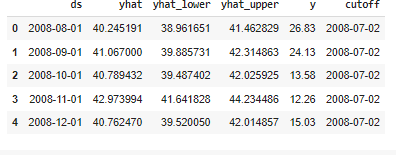 ds yhat yhat_lower yhat_upper y cutoff
0 2008-08-01 40.245191 38.961651 41.462829 26.83 2008-07-02
1 2008-09-01 41.067000 39.885731 42.314863 24.13 2008-07-02
2 2008-10-01 40.789432 39.487402 42.025925 13.58 2008-07-02
3 2008-11-01 42.973994 41.641828 44.234486 12.26 2008-07-02
4 2008-12-01 40.762470 39.520050 42.014857 15.03 2008-07-02